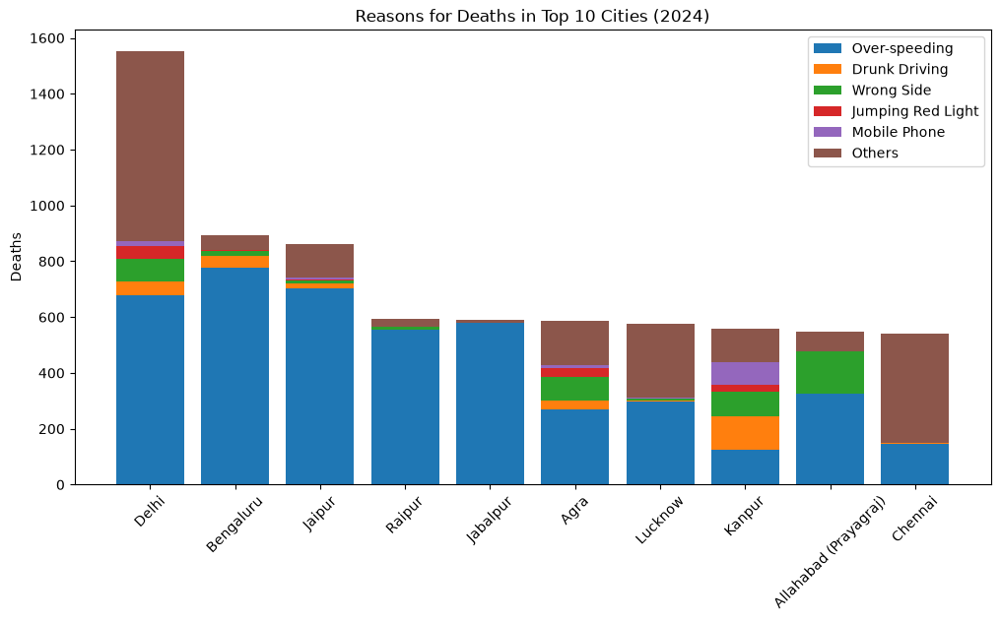 Reasons for Deaths in Top 10 Cities (2024)
Over-speeding
Drunk Driving
Wrong Side
Jumping Red Light
Mobile Phone
Others
Deaths
1600
1400
1200
1000
800
600
400
200
0
Delhi
Bengaluru
Jaipur
Raipur
Jabalpur
Agra
Lucknow
Kanpur
Allahabad (Prayagraj)
Chennai